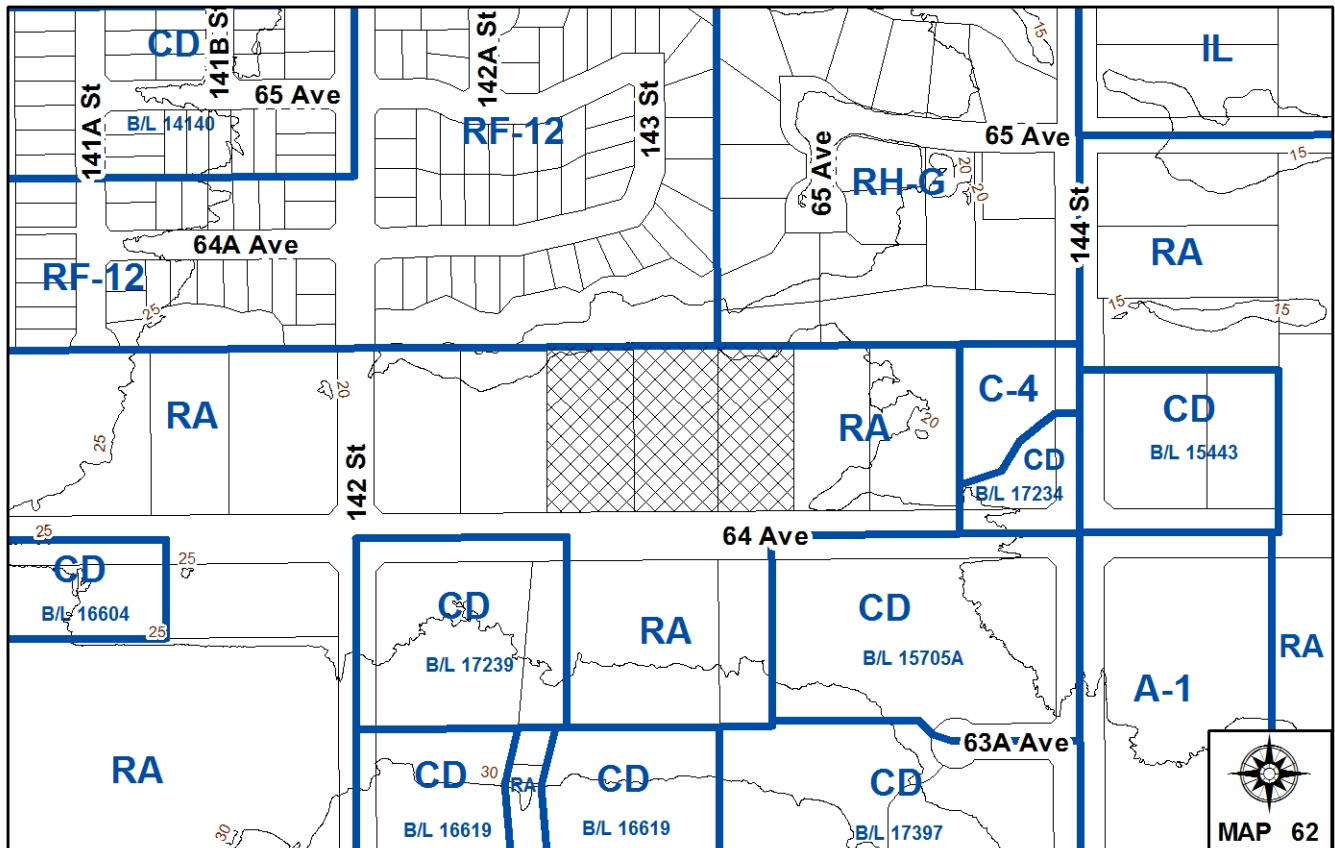 141B St
CD
142A St
15
IL
65 Ave
141A St
B/L 14140
RF-12
143 St
65 Ave
65 Ave
RH-G
20
20
15
64A Ave
144 St
RA
RF-12
25
15
15
RA
20
C-4
CD
B/L 15443
RA
20
25
142 St
CD
B/L 17234
25
64 Ave
CD
25
B/L 16604
25
CD
B/L 17239
RA
CD
B/L 15705A
RA
A-1
63A Ave
RA
CD
30
RA
CD
CD
B/L 16619
B/L 16619
B/L 17397
30
MAP 62